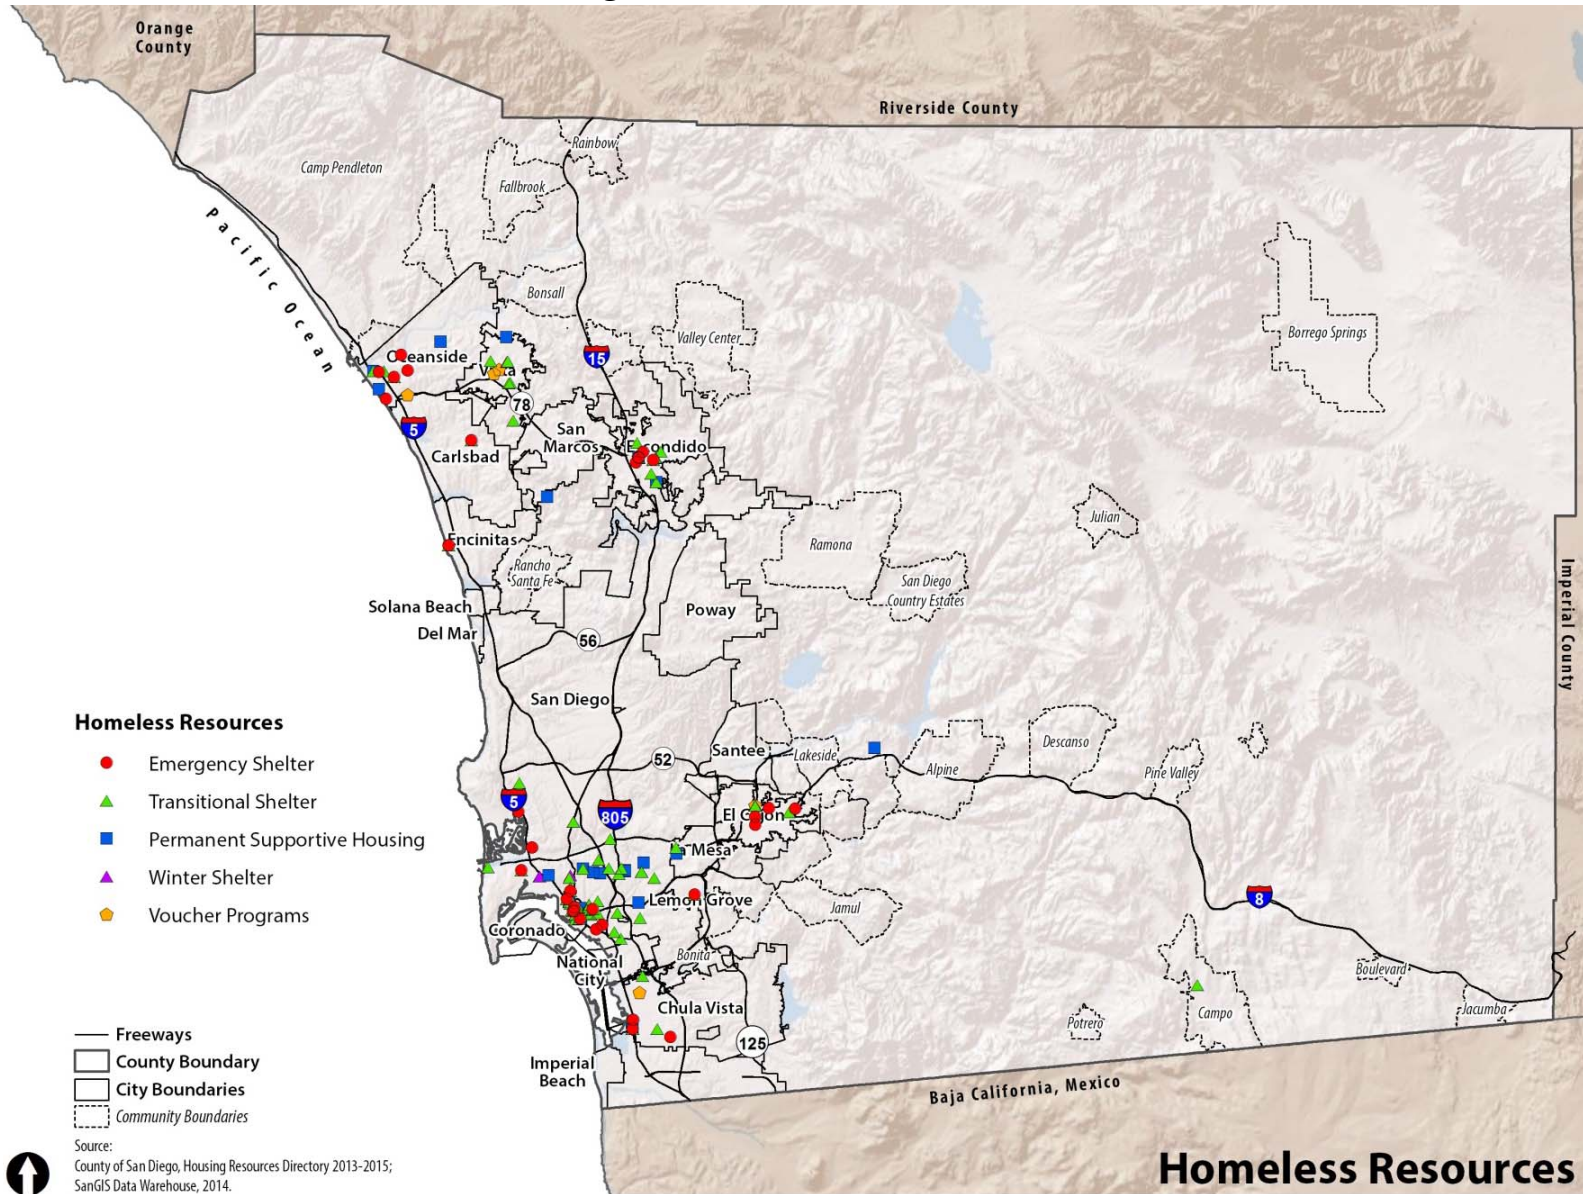 Orange
County
Riverside County
Rainbow
Camp Pendleton
Fallbrook
Pacific Ocean
Bonsall
Valley Center
Borrego Springs
Oceanside
15
Vista
78
5
San
Marcos
Escondido
Carlsbad
Julian
Encinitas
Ramona
Rancho
Santa Fe
San Diego
Country Estates
Imperial County
Solana Beach
Poway
Del Mar
56
San Diego
Homeless Resources
Emergency Shelter
Transitional Shelter
Permanent Supportive Housing
Winter Shelter
Voucher Programs
Santee
52
Lakeside
Descanso
Alpine
Pine Valley
5
805
El Cajon
La Mesa
Lemon Grove
Jamul
8
Coronado
National
City
Bonita
Boulevard
Chula Vista
Campo
Jacumba
Potrero
125
Imperial
Beach
Baja California, Mexico
Freeways
County Boundary
City Boundaries
Community Boundaries
Source:
County of San Diego, Housing Resources Directory 2013-2015;
SanGIS Data Warehouse, 2014.
Homeless Resources